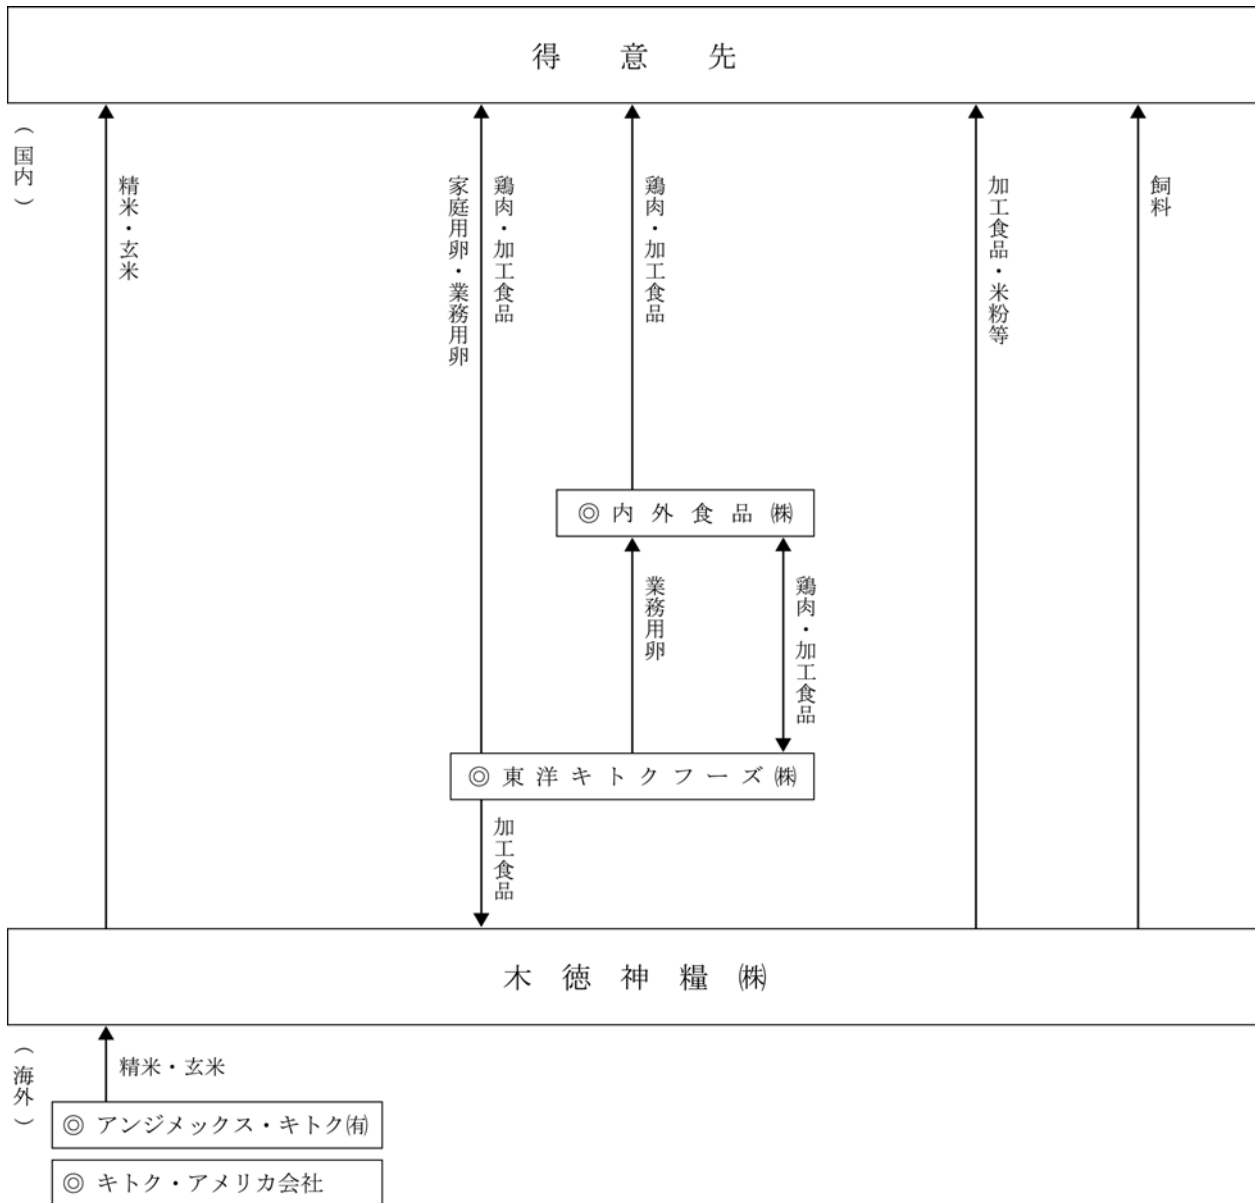 得意先
（国内）
精米・玄米
家庭用卵・業務用卵
鶏肉・加工食品
鶏肉・加工食品
加工食品・米粉等
飼料
◎内外食品㈱
業務用卵
鶏肉・加工食品
◎東洋キトクフーズ㈱
加工食品
木徳神糧㈱
（海外）
精米・玄米
◎アンジメックス・キトク㈲
◎キトク・アメリカ会社